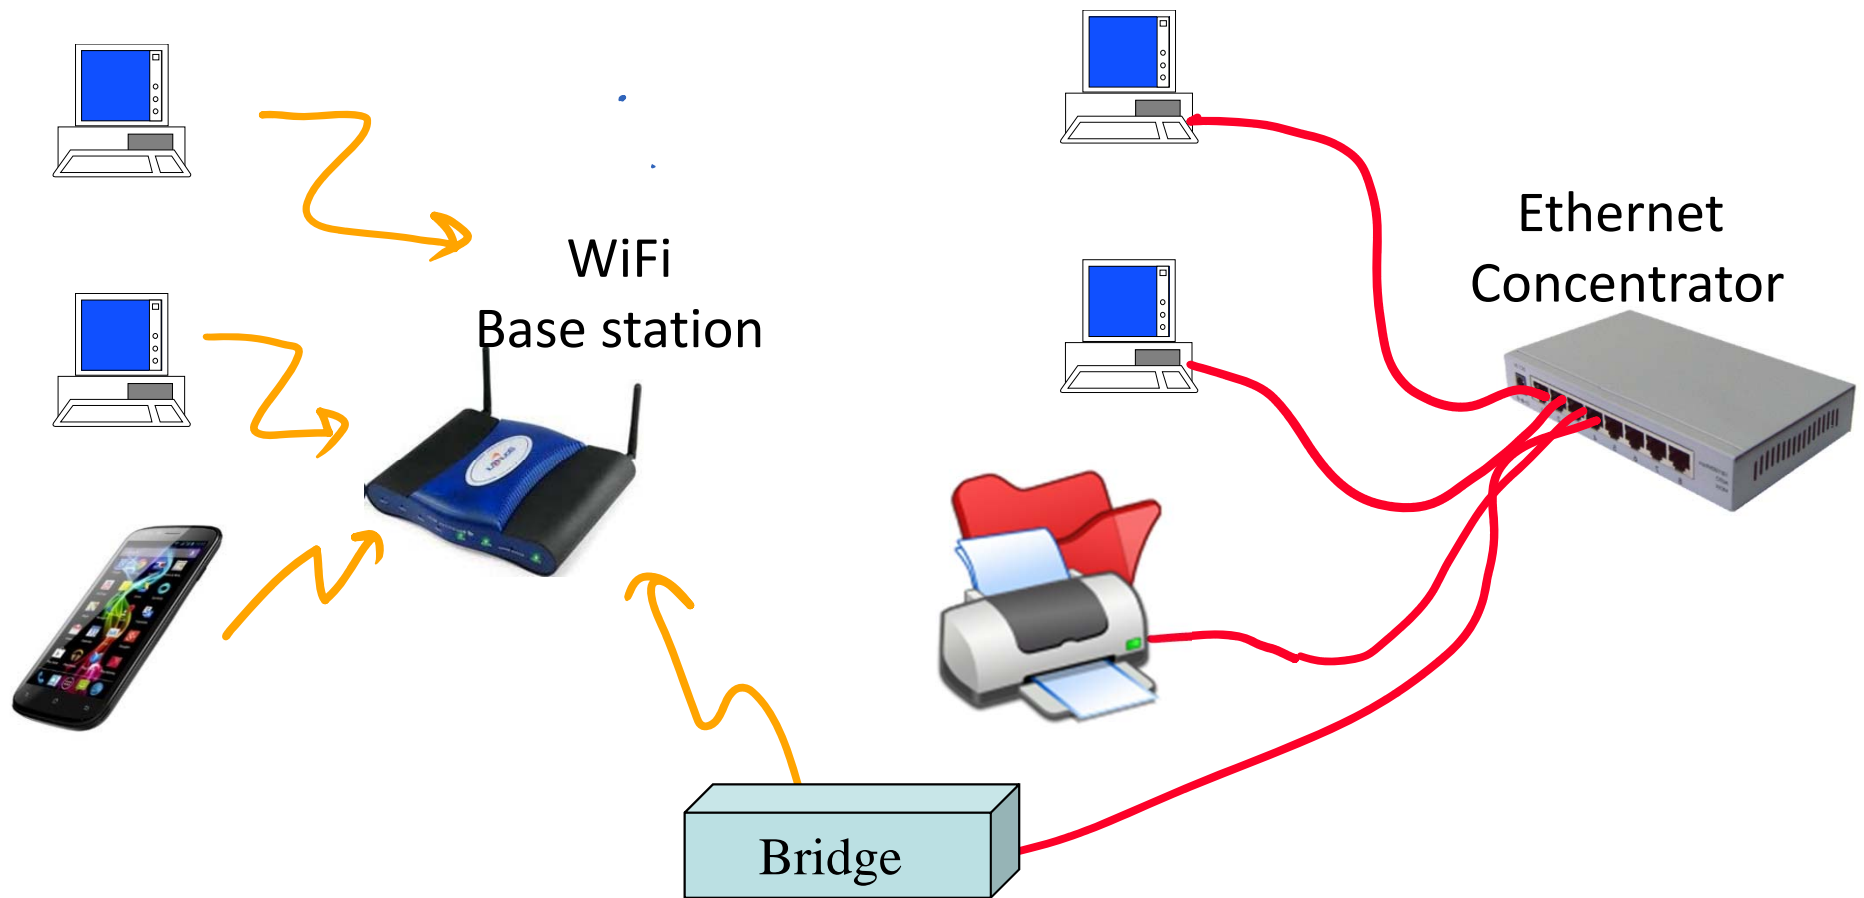 WiFi
Base station
Ethernet
Concentrator
Bridge